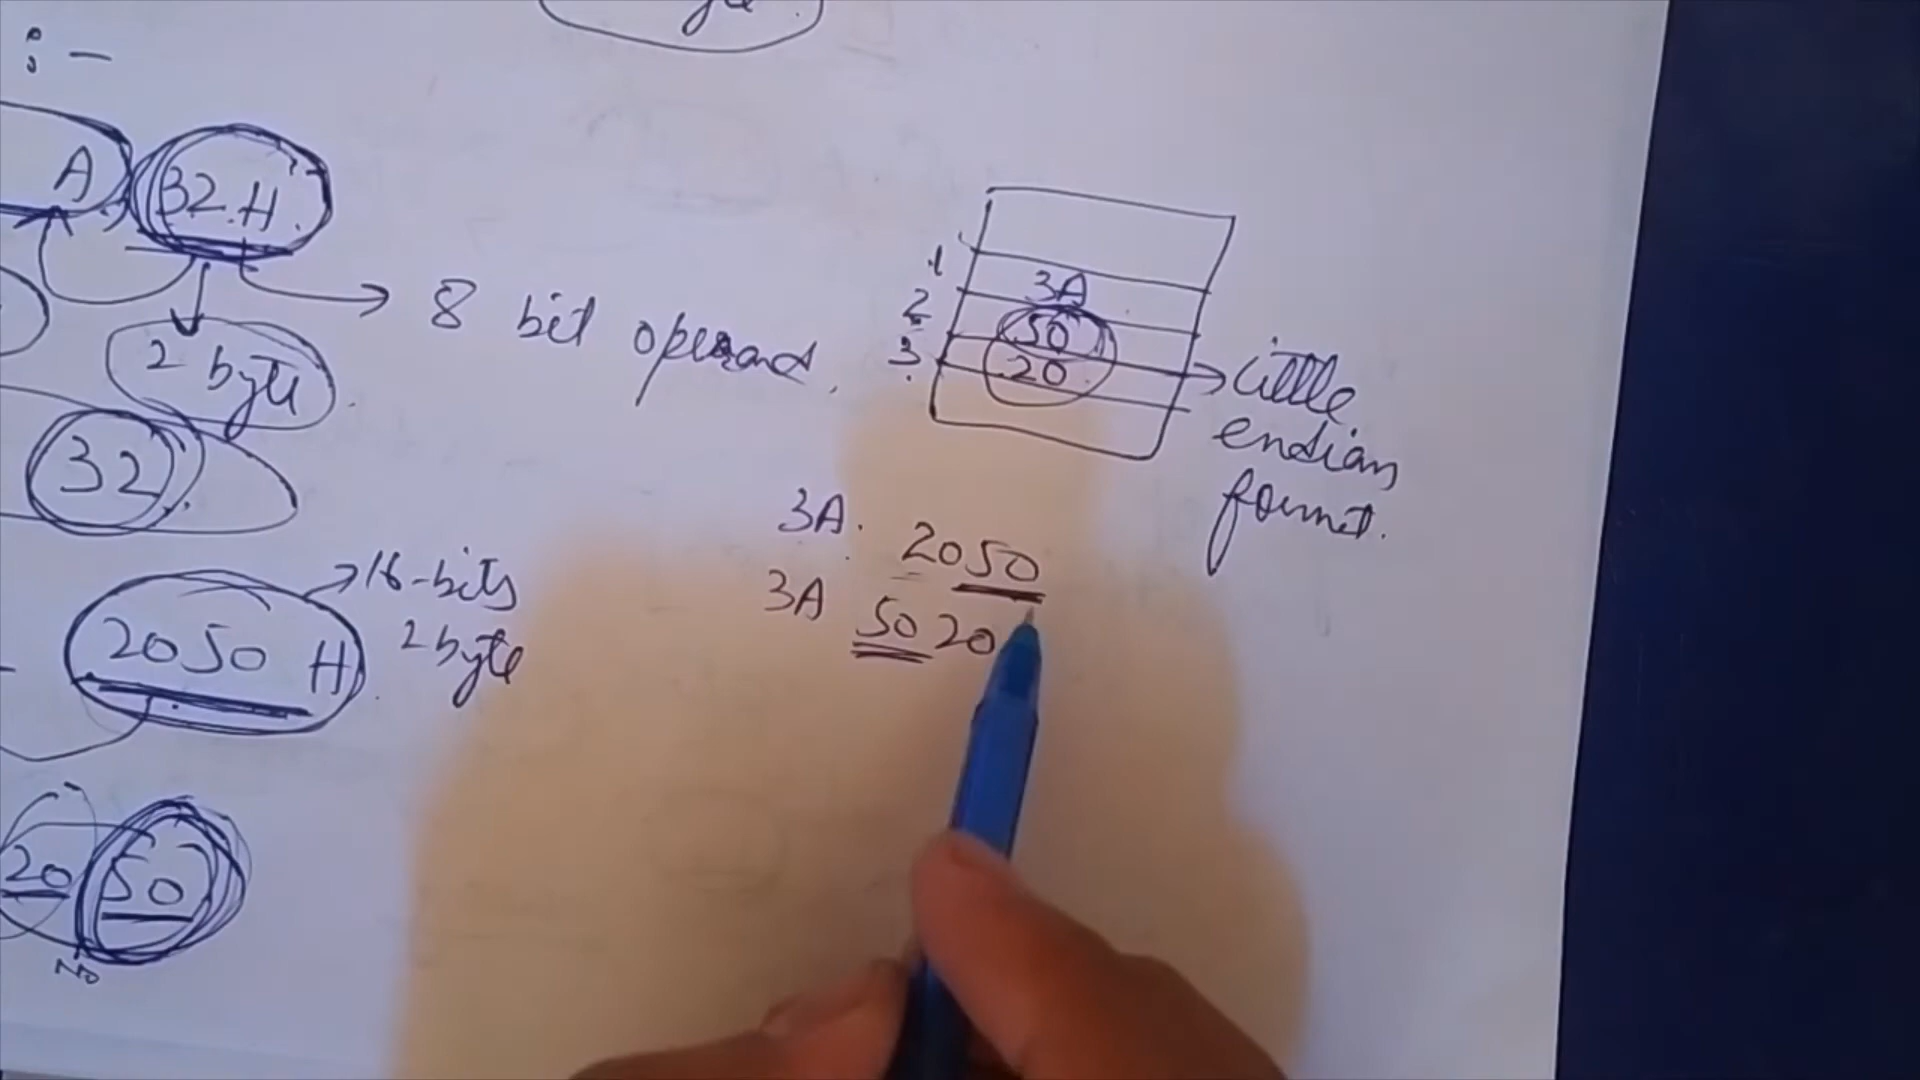 :-
A, 32.H.
8 bit operand.
2 byte
32
16-bits
2050 H
2 byte
20 50
No
1
3A
2
50
3
20
Little
endian
format.
3A. 2050
3A 5020